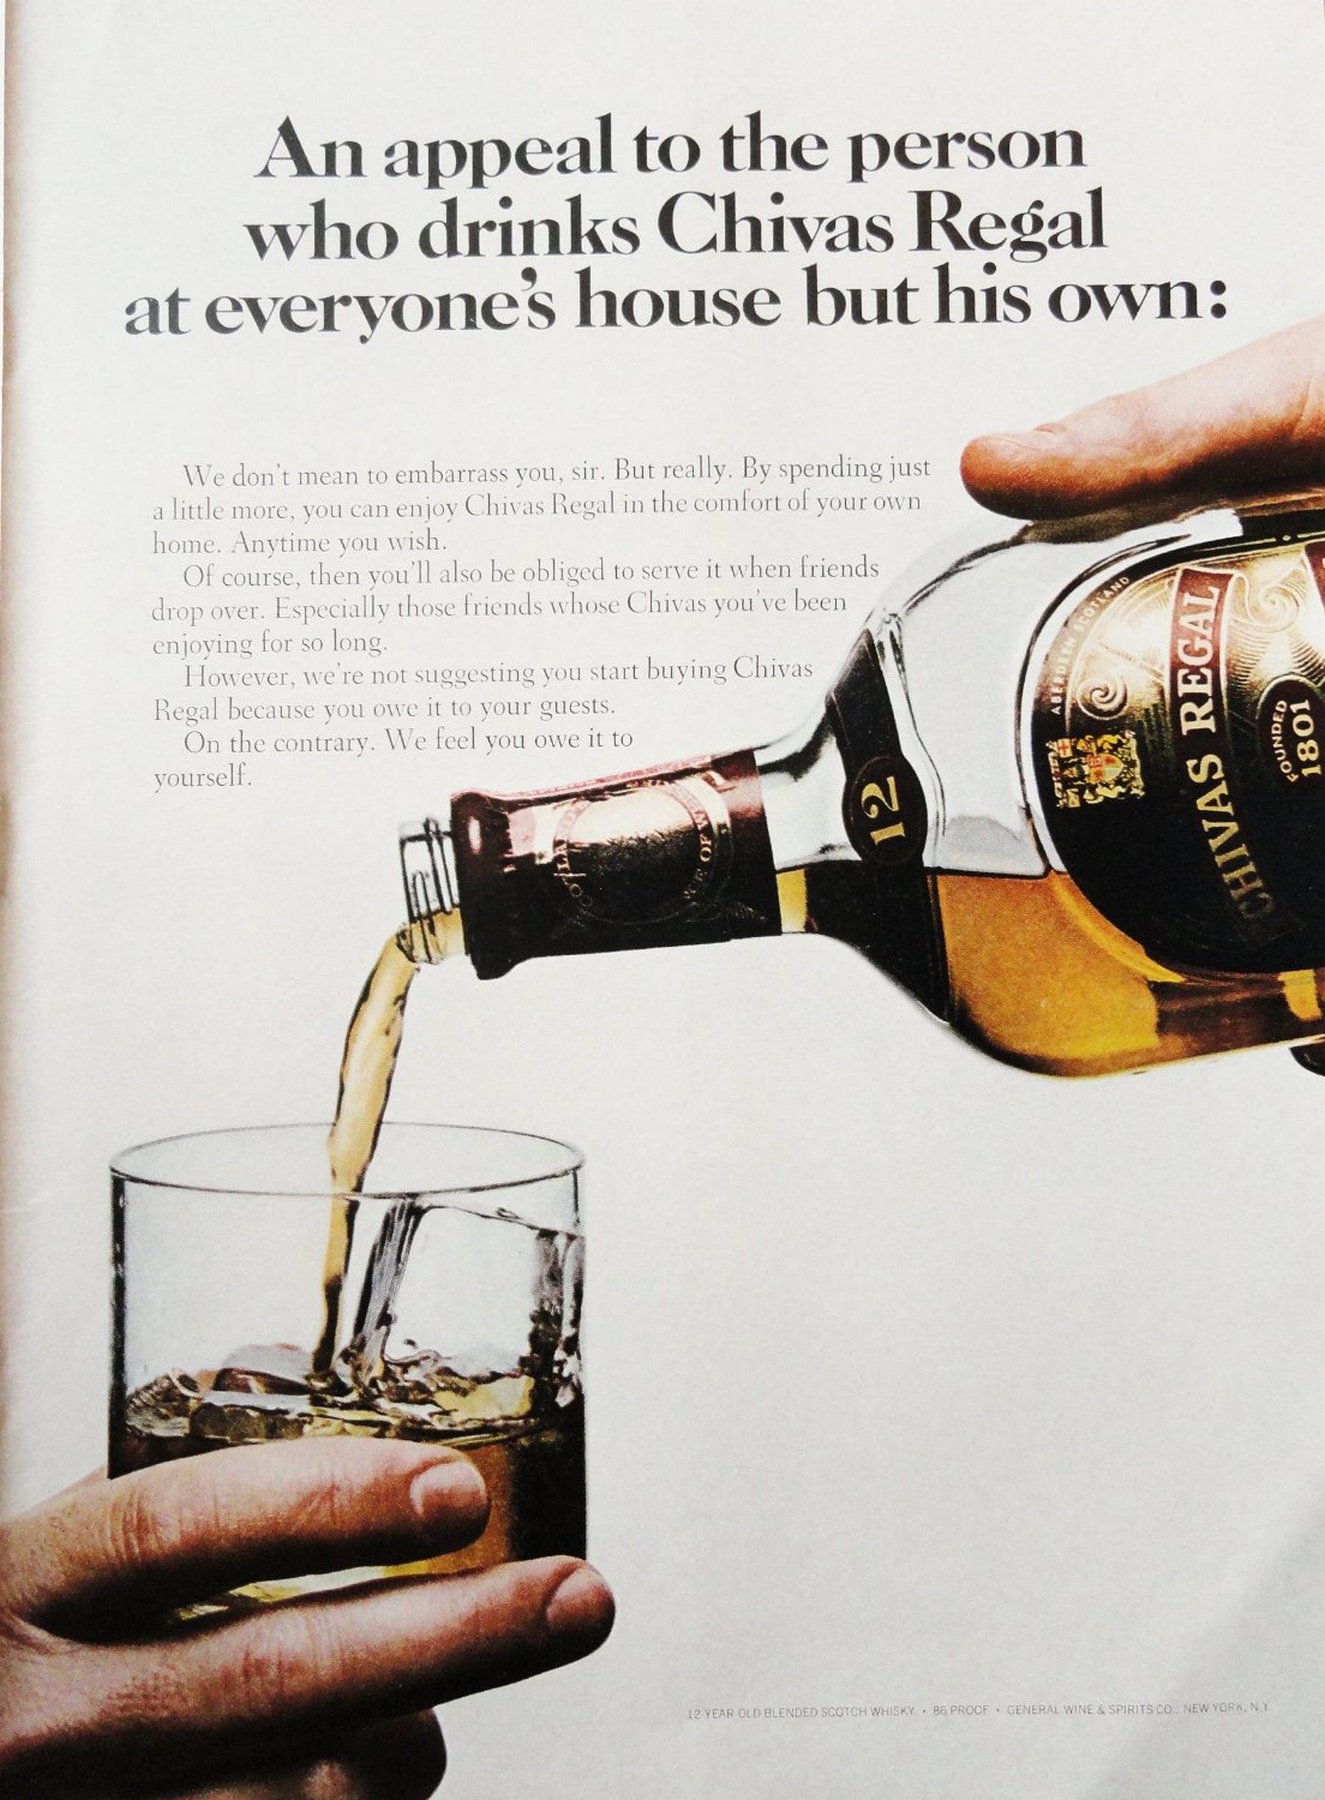 An appeal to the person
who drinks Chivas Regal
at everyone's house but his own:
We don't mean to embarrass you, sir. But really. By spending just
a little more, you can enjoy Chivas Regal in the comfort of your own
home. Anytime you wish.
Of course, then you'll also be obliged to serve it when friends
drop over. Especially those friends whose Chivas you've been
enjoying for so long.
However, we're not suggesting you start buying Chivas
Regal because you owe it to your guests.
On the contrary. We feel you owe it to
yourself.
ABERDEEN SCOTLAND
CHIVAS REGAL
FOUNDED
1801
12
12 YEAR OLD BLENDED SCOTCH WHISKY • 86 PROOF • GENERAL WINE & SPIRITS CO., NEW YORK, N.Y.